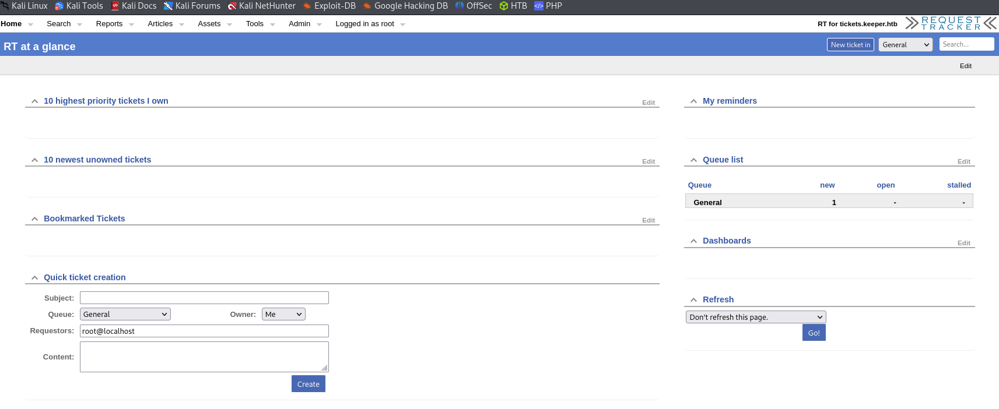 Kali Linux Kali Tools Kali Docs Kali Forums Kali NetHunter Exploit-DB Google Hacking DB OffSec HTB </> PHP
Home Search Reports Articles Assets Tools Admin Logged in as root RT for tickets.keeper.htb REQUEST TRACKER
RT at a glance New ticket in General Search...
Edit
10 highest priority tickets I own Edit
10 newest unowned tickets Edit
Bookmarked Tickets Edit
Quick ticket creation
Subject:
Queue: General Owner: Me
Requestors: root@localhost
Content:
Create
My reminders
Queue list Edit
Queue new open stalled
General 1 - -
Dashboards Edit
Refresh
Don't refresh this page.
Go!